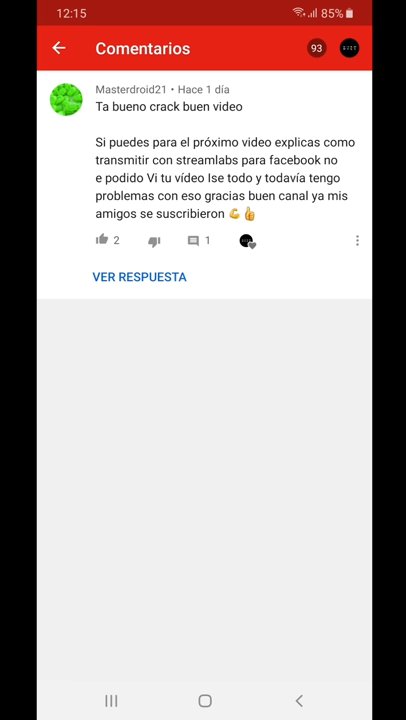 12:15
85%
Comentarios
93
Masterdroid21 • Hace 1 día
Ta bueno crack buen video
Si puedes para el próximo video explicas como
transmitir con streamlabs para facebook no
e podido Vi tu vídeo Ise todo y todavía tengo
problemas con eso gracias buen canal ya mis
amigos se suscribieron 💪👍
2
1
VER RESPUESTA